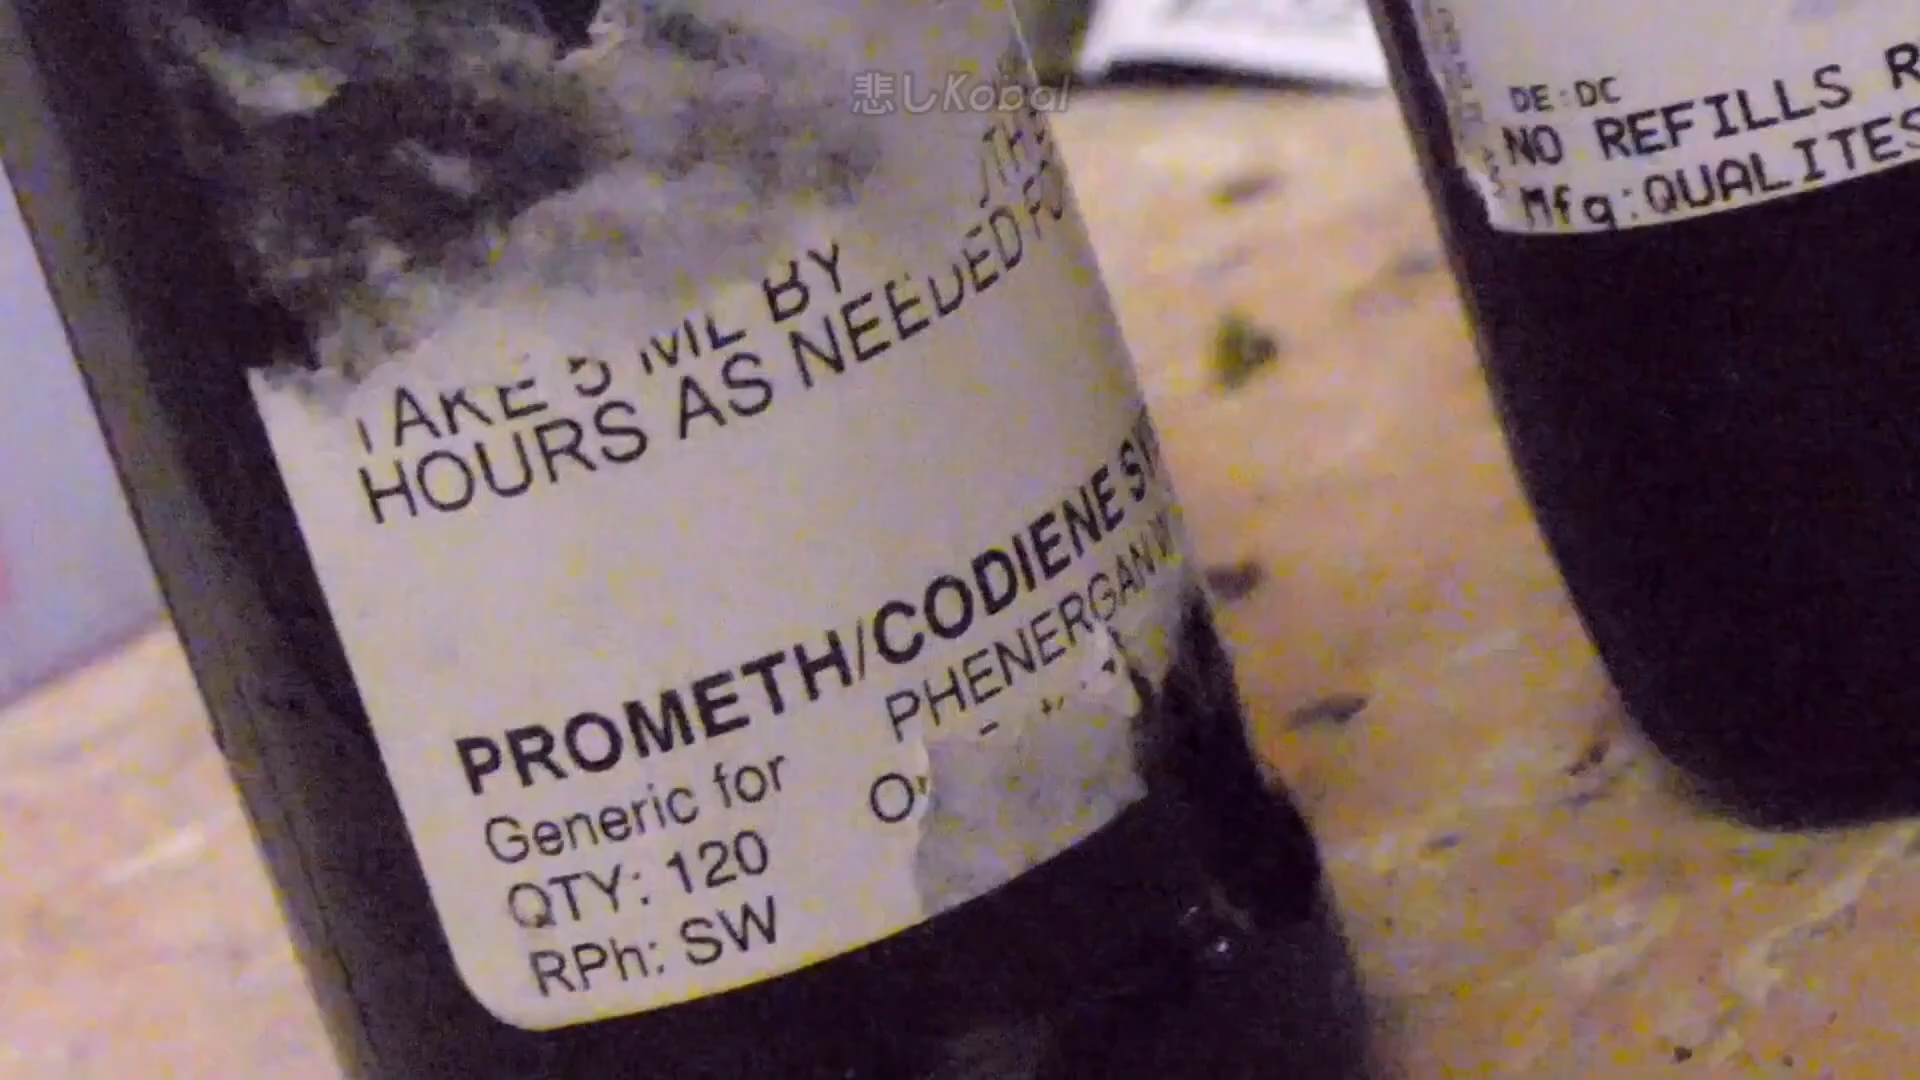 悲しKobal
TAKE 5 ML BY
HOURS AS NEEDED
PROMETH/CODIENE
Generic for PHENERGAN
QTY: 120
RPh: SW
DE:DC
NO REFILLS
Mfg:QUALITES